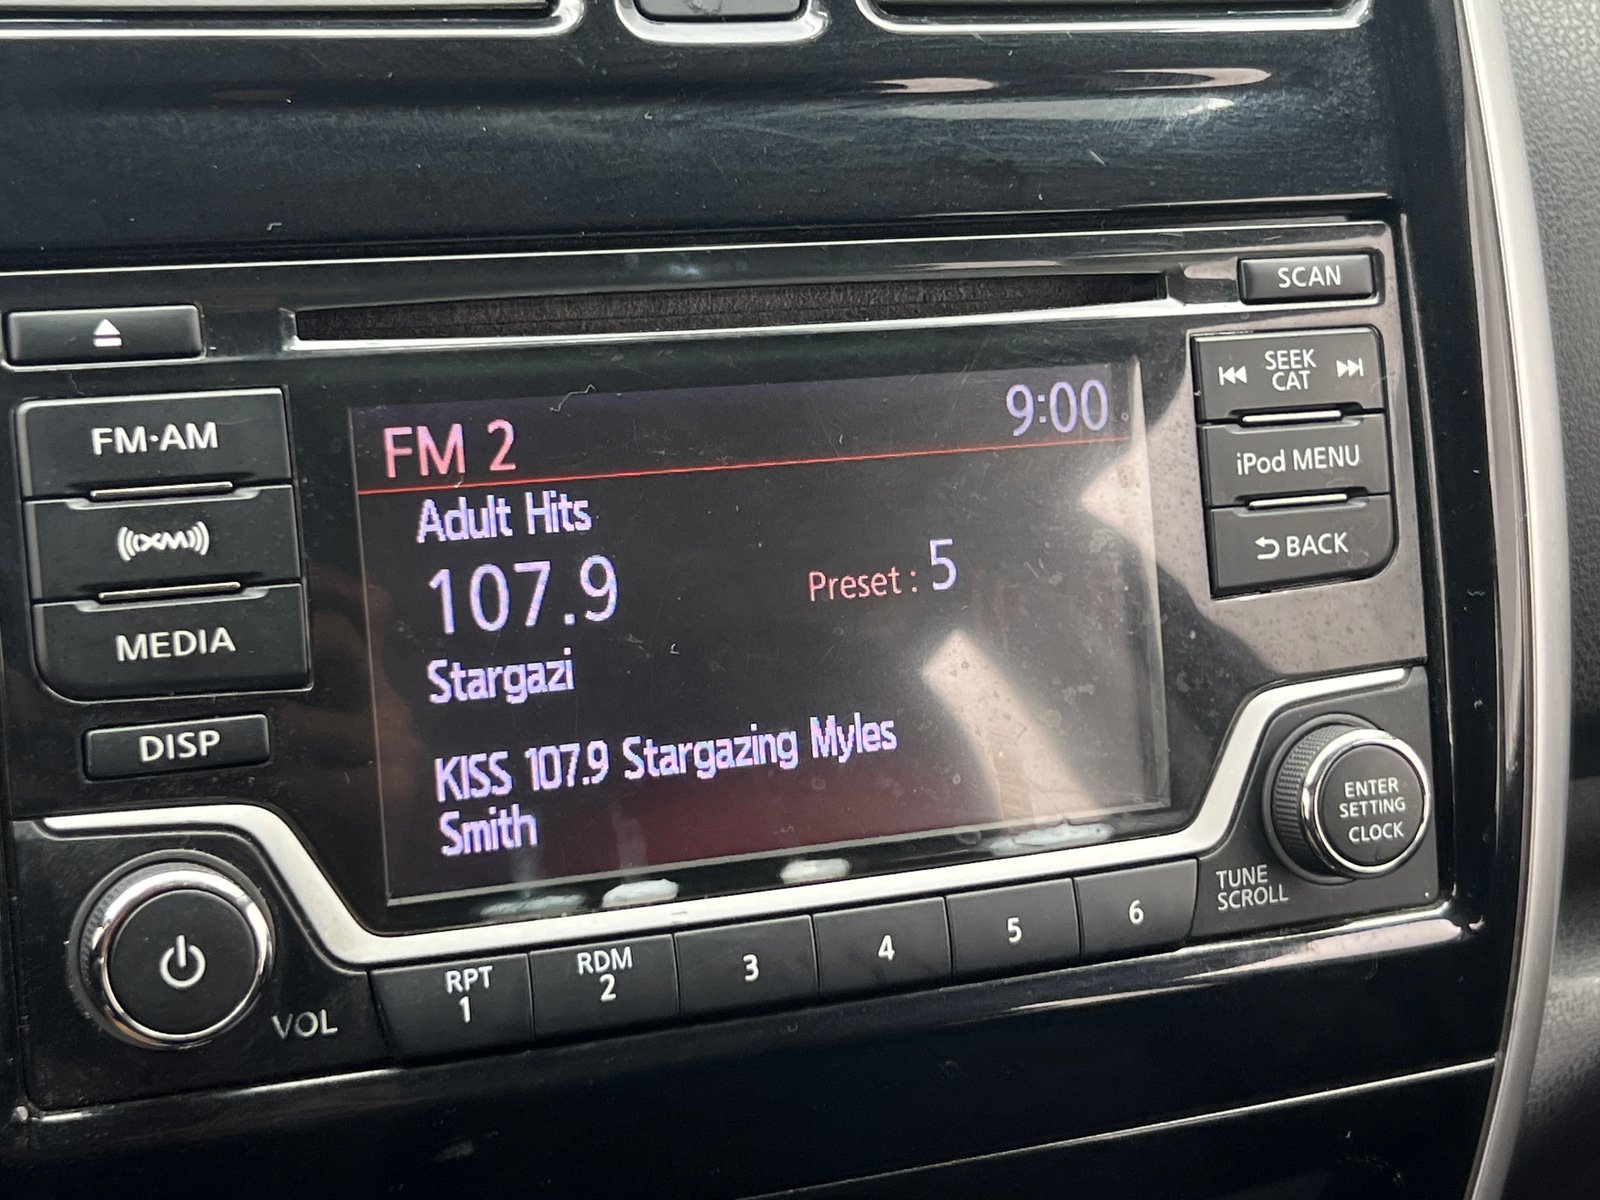 SCAN
SEEK
CAT
FM·AM
FM 2
9:00
iPod MENU
Adult Hits
((XM))
BACK
107.9
Preset : 5
MEDIA
Stargazi
DISP
KISS 107.9 Stargazing Myles
Smith
ENTER
SETTING
CLOCK
TUNE
SCROLL
VOL
RPT
1
RDM
2
3
4
5
6